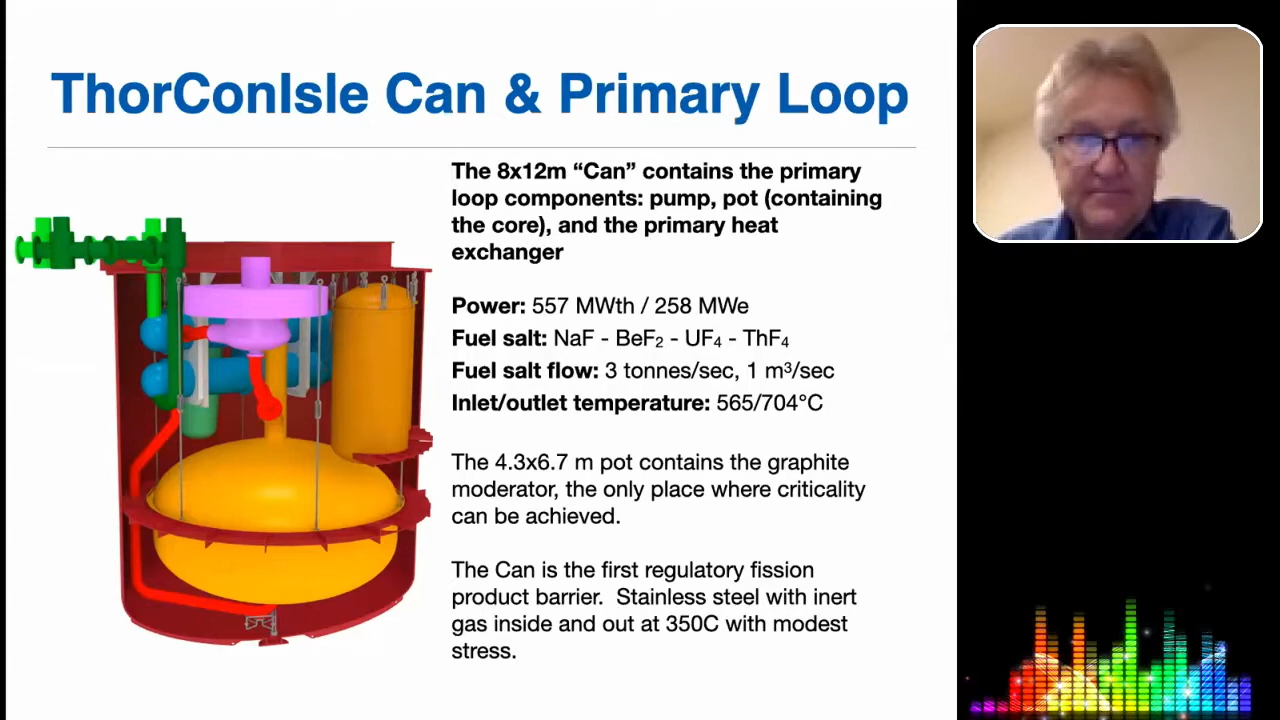 ThorConIsle Can & Primary Loop
The 8x12m “Can” contains the primary
loop components: pump, pot (containing
the core), and the primary heat
exchanger
Power: 557 MWth / 258 MWe
Fuel salt: NaF - BeF₂ - UF₄ - ThF₄
Fuel salt flow: 3 tonnes/sec, 1 m³/sec
Inlet/outlet temperature: 565/704°C
The 4.3x6.7 m pot contains the graphite
moderator, the only place where criticality
can be achieved.
The Can is the first regulatory fission
product barrier.  Stainless steel with inert
gas inside and out at 350C with modest
stress.